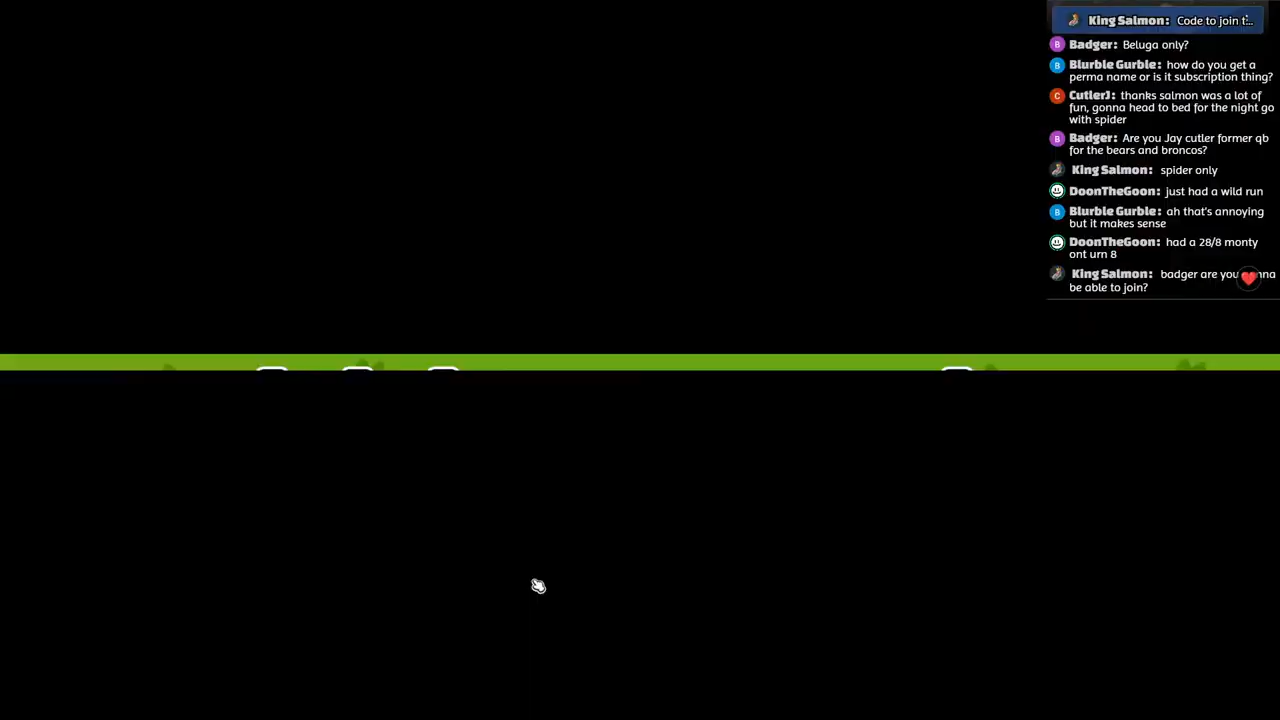 King Salmon: Code to join t...
Badger: Beluga only?
Blurble Gurble: how do you get a
perma name or is it subscription thing?
CutlerJ: thanks salmon was a lot of
fun, gonna head to bed for the night go
with spider
Badger: Are you Jay cutler former qb
for the bears and broncos?
King Salmon: spider only
DoonTheGoon: just had a wild run
Blurble Gurble: ah that's annoying
but it makes sense
DoonTheGoon: had a 28/8 monty
ont urn 8
King Salmon: badger are you
be able to join?